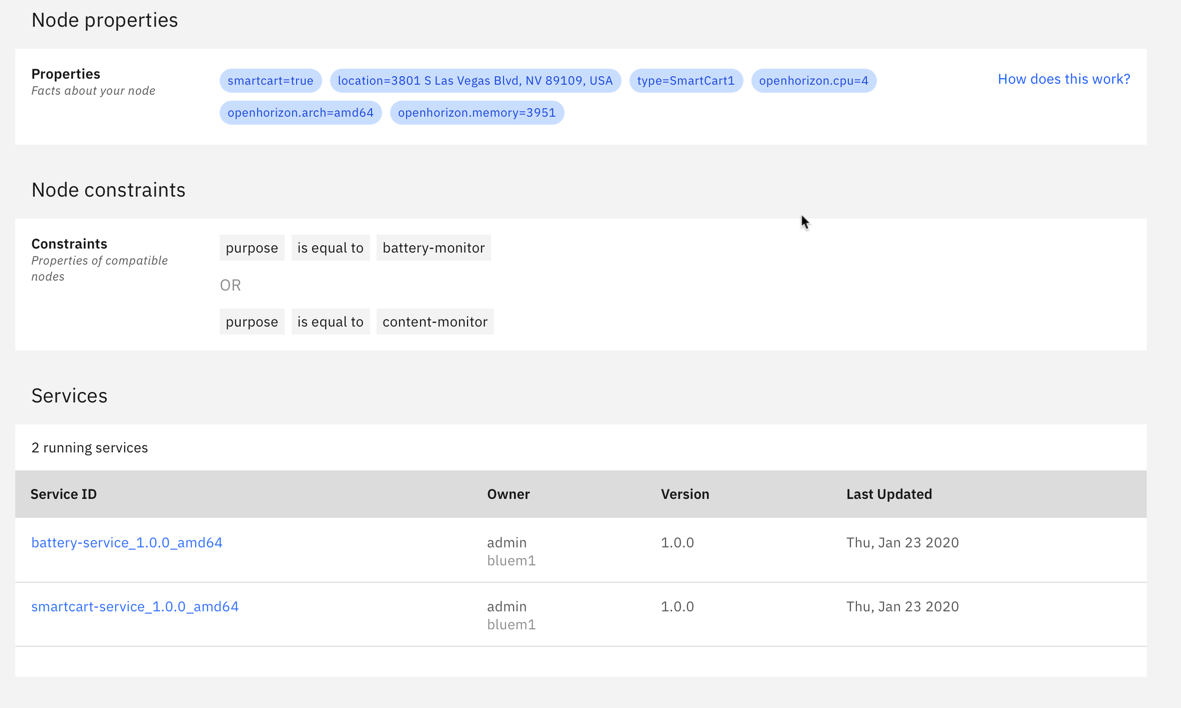 Node properties
Properties
Facts about your node
smartcart=true location=3801 S Las Vegas Blvd, NV 89109, USA type=SmartCart1 openhorizon.cpu=4
openhorizon.arch=amd64 openhorizon.memory=3951
How does this work?
Node constraints
Constraints
Properties of compatible
nodes
purpose is equal to battery-monitor
OR
purpose is equal to content-monitor
Services
2 running services
Service ID Owner Version Last Updated
battery-service_1.0.0_amd64 admin 1.0.0 Thu, Jan 23 2020
bluem1
smartcart-service_1.0.0_amd64 admin 1.0.0 Thu, Jan 23 2020
bluem1